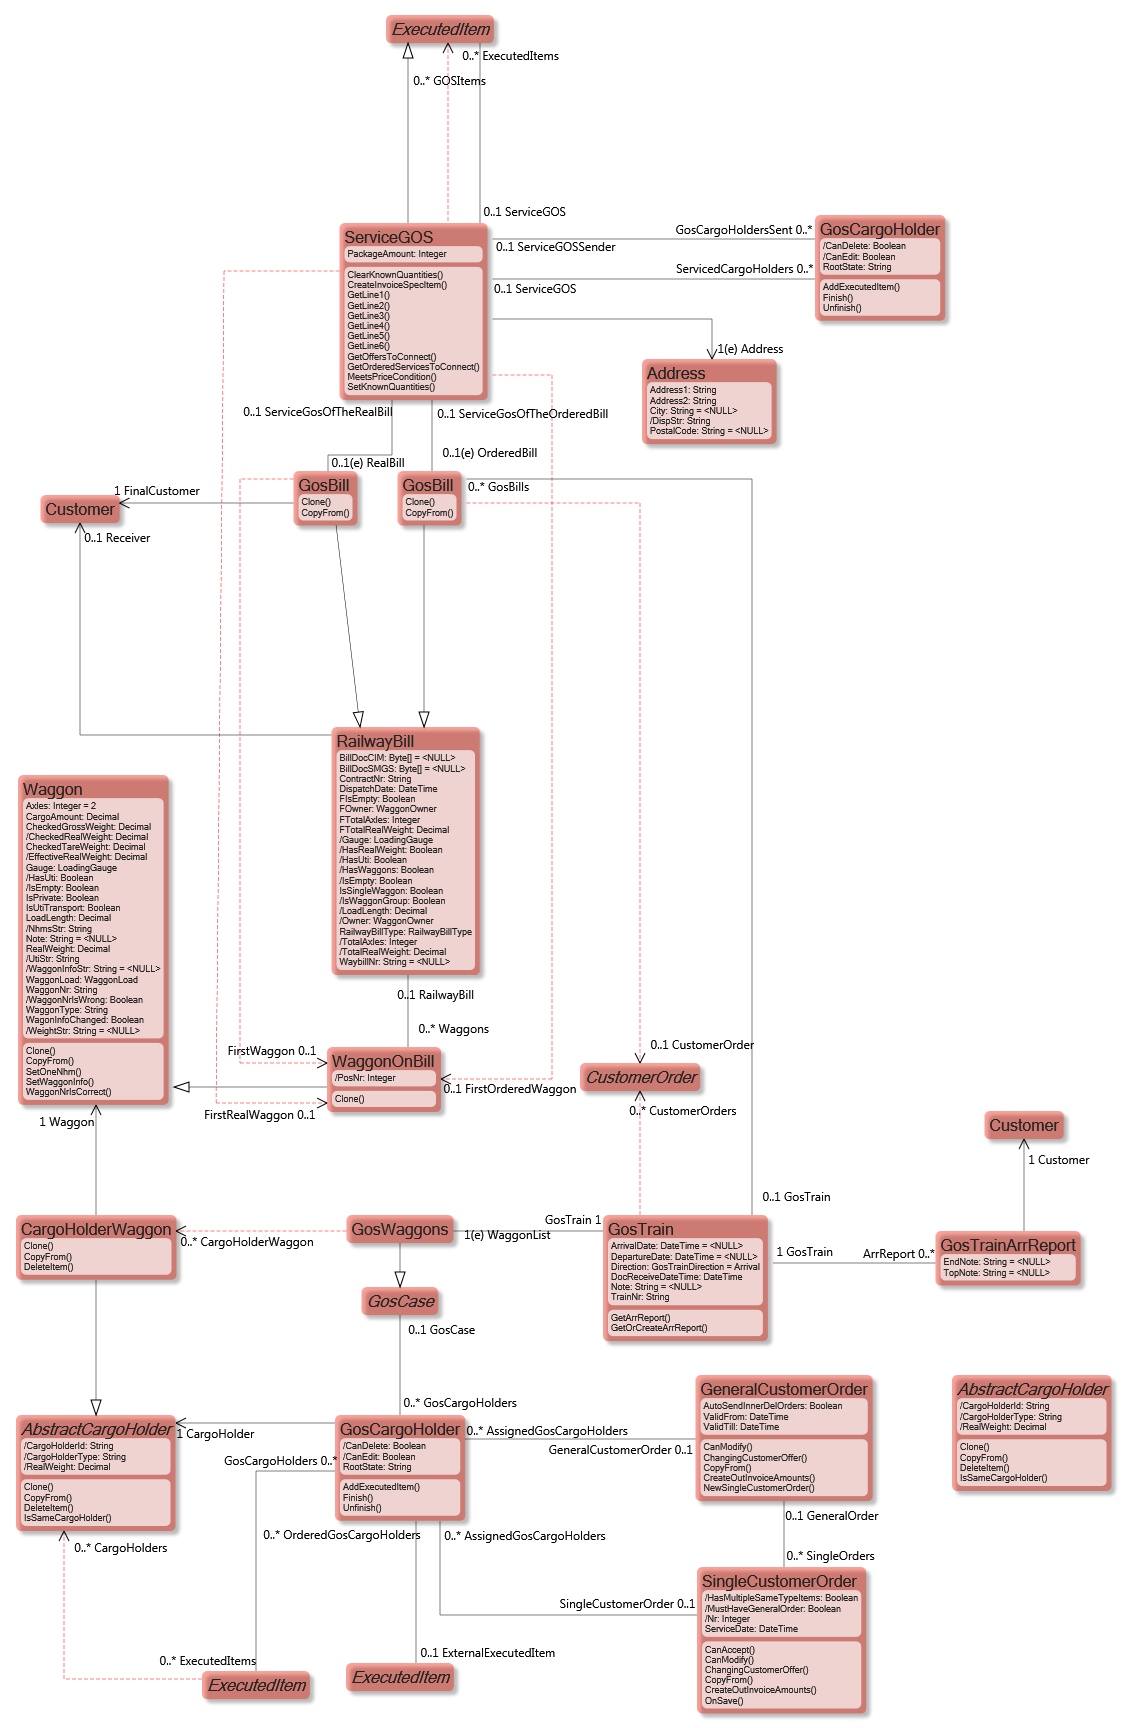 ExecutedItem
0..* ExecutedItems
0..* GOSItems
0..1 ServiceGOS
ServiceGOS
PackageAmount: Integer
ClearKnownQuantities()
CreateInvoiceSpecItem()
GetLine1()
GetLine2()
GetLine3()
GetLine4()
GetLine5()
GetLine6()
GetOffersToConnect()
GetOrderedServicesToConnect()
MeetsPriceCondition()
SetKnownQuantities()
GosCargoHoldersSent 0..*
0..1 ServiceGOSSender
ServicedCargoHolders 0..*
0..1 ServiceGOS
GosCargoHolder
/CanDelete: Boolean
/CanEdit: Boolean
RootState: String
AddExecutedItem()
Finish()
Unfinish()
1(e) Address
Address
Address1: String
Address2: String
City: String = <NULL>
/DispStr: String
PostalCode: String = <NULL>
0..1 ServiceGosOfTheRealBill
0..1 ServiceGosOfTheOrderedBill
0..1(e) RealBill
0..1(e) OrderedBill
GosBill
Clone()
CopyFrom()
GosBill
Clone()
CopyFrom()
0..* GosBills
1 FinalCustomer
Customer
0..1 Receiver
RailwayBill
BillDocCIM: Byte[] = <NULL>
BillDocSMGS: Byte[] = <NULL>
ContractNr: String
DispatchDate: DateTime
FIsEmpty: Boolean
FOwner: WaggonOwner
FTotalAxles: Integer
FTotalRealWeight: Decimal
/Gauge: LoadingGauge
/HasRealWeight: Boolean
/HasUti: Boolean
/HasWaggons: Boolean
/IsEmpty: Boolean
IsSingleWaggon: Boolean
/IsWaggonGroup: Boolean
/LoadLength: Decimal
/Owner: WaggonOwner
RailwayBillType: RailwayBillType
/TotalAxles: Integer
/TotalRealWeight: Decimal
WaybillNr: String = <NULL>
Waggon
Axles: Integer = 2
CargoAmount: Decimal
CheckedGrossWeight: Decimal
/CheckedRealWeight: Decimal
CheckedTareWeight: Decimal
/EffectiveRealWeight: Decimal
Gauge: LoadingGauge
/HasUti: Boolean
/IsEmpty: Boolean
IsPrivate: Boolean
IsUtiTransport: Boolean
LoadLength: Decimal
/NhmsStr: String
Note: String = <NULL>
RealWeight: Decimal
/UtiStr: String
/WaggonInfoStr: String = <NULL>
WaggonLoad: WaggonLoad
WaggonNr: String
/WaggonNrIsWrong: Boolean
WaggonType: String
WagonInfoChanged: Boolean
/WeightStr: String = <NULL>
Clone()
CopyFrom()
SetOneNhm()
SetWaggonInfo()
WaggonNrIsCorrect()
0..1 RailwayBill
0..* Waggons
FirstWaggon 0..1
WaggonOnBill
/PosNr: Integer
Clone()
0..1 FirstOrderedWaggon
FirstRealWaggon 0..1
0..1 CustomerOrder
CustomerOrder
0..* CustomerOrders
1 Waggon
Customer
1 Customer
0..1 GosTrain
CargoHolderWaggon
Clone()
CopyFrom()
DeleteItem()
0..* CargoHolderWaggon
GosWaggons
GosTrain 1
1(e) WaggonList
GosTrain
ArrivalDate: DateTime = <NULL>
DepartureDate: DateTime = <NULL>
Direction: GosTrainDirection = Arrival
DocReceiveDateTime: DateTime
Note: String = <NULL>
TrainNr: String
GetArrReport()
GetOrCreateArrReport()
1 GosTrain
ArrReport 0..*
GosTrainArrReport
EndNote: String = <NULL>
TopNote: String = <NULL>
GosCase
0..1 GosCase
0..* GosCargoHolders
AbstractCargoHolder
/CargoHolderId: String
/CargoHolderType: String
/RealWeight: Decimal
Clone()
CopyFrom()
DeleteItem()
IsSameCargoHolder()
1 CargoHolder
GosCargoHolder
/CanDelete: Boolean
/CanEdit: Boolean
RootState: String
AddExecutedItem()
Finish()
Unfinish()
GosCargoHolders 0..*
0..* AssignedGosCargoHolders
GeneralCustomerOrder 0..1
GeneralCustomerOrder
AutoSendInnerDelOrders: Boolean
ValidFrom: DateTime
ValidTill: DateTime
CanModify()
ChangingCustomerOffer()
CopyFrom()
CreateOutInvoiceAmounts()
NewSingleCustomerOrder()
AbstractCargoHolder
/CargoHolderId: String
/CargoHolderType: String
/RealWeight: Decimal
Clone()
CopyFrom()
DeleteItem()
IsSameCargoHolder()
0..1 GeneralOrder
0..* SingleOrders
0..* OrderedGosCargoHolders
0..* AssignedGosCargoHolders
0..* CargoHolders
SingleCustomerOrder 0..1
SingleCustomerOrder
/HasMultipleSameTypeItems: Boolean
/MustHaveGeneralOrder: Boolean
/Nr: Integer
ServiceDate: DateTime
CanAccept()
CanModify()
ChangingCustomerOffer()
CopyFrom()
CreateOutInvoiceAmounts()
OnSave()
0..* ExecutedItems
ExecutedItem
0..1 ExternalExecutedItem
ExecutedItem